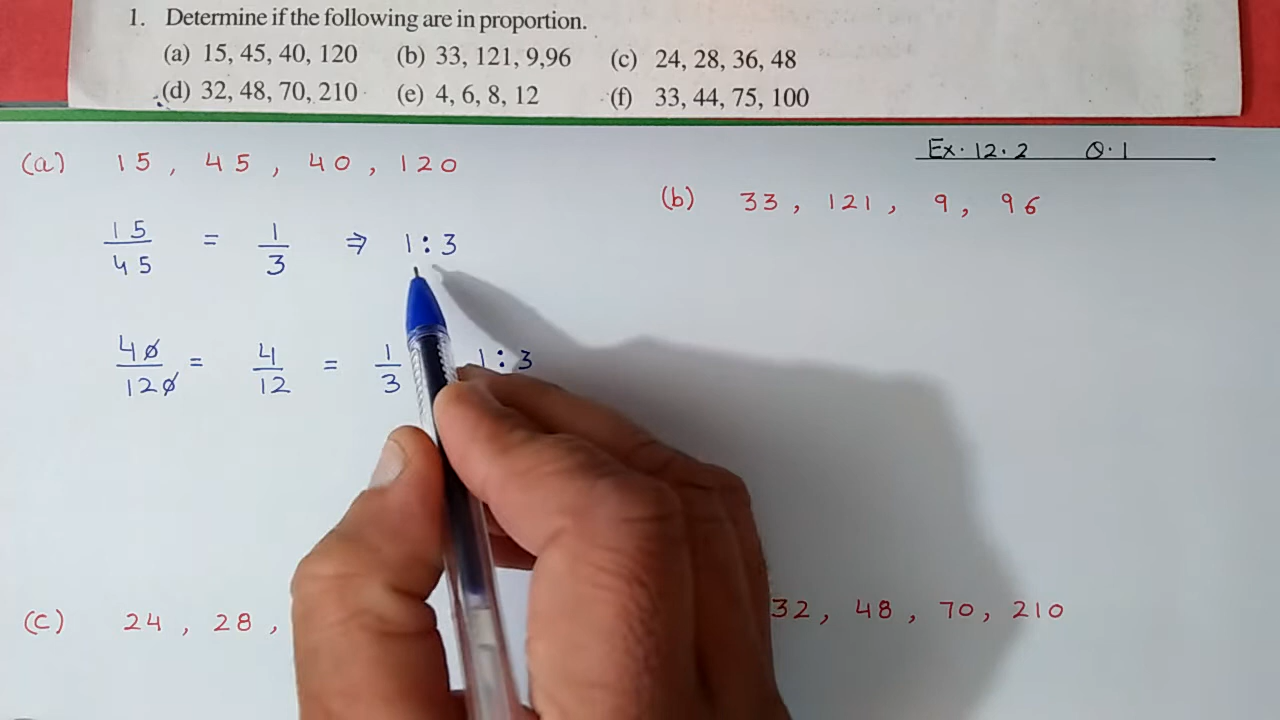 1. Determine if the following are in proportion.
(a) 15, 45, 40, 120 (b) 33, 121, 9,96 (c) 24, 28, 36, 48
(d) 32, 48, 70, 210 (e) 4, 6, 8, 12 (f) 33, 44, 75, 100
Ex. 12.2 Q.1
(a) 15, 45, 40, 120
(b) 33, 121, 9, 96
15/45 = 1/3 ⇒ 1:3
40/120 = 4/12 = 1/3 1:3
(c) 24, 28,
32, 48, 70, 210